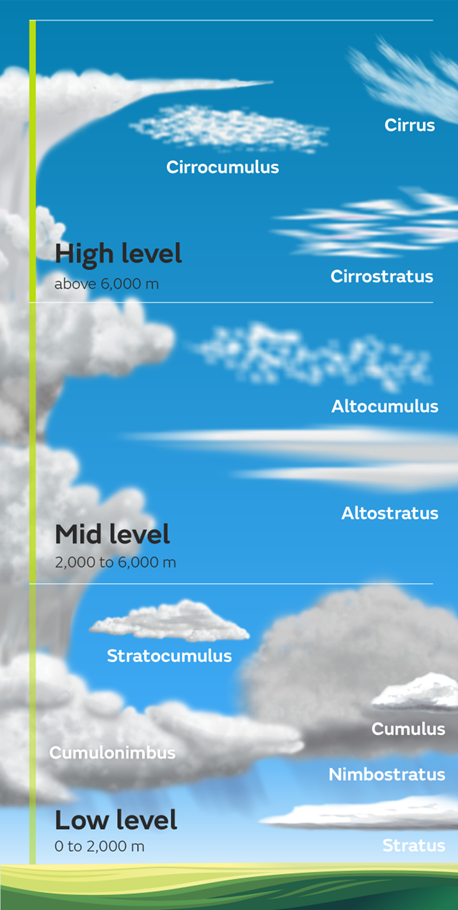 Cirrus
Cirrocumulus
High level
above 6,000 m
Cirrostratus
Altocumulus
Altostratus
Mid level
2,000 to 6,000 m
Stratocumulus
Cumulus
Cumulonimbus
Nimbostratus
Low level
0 to 2,000 m
Stratus